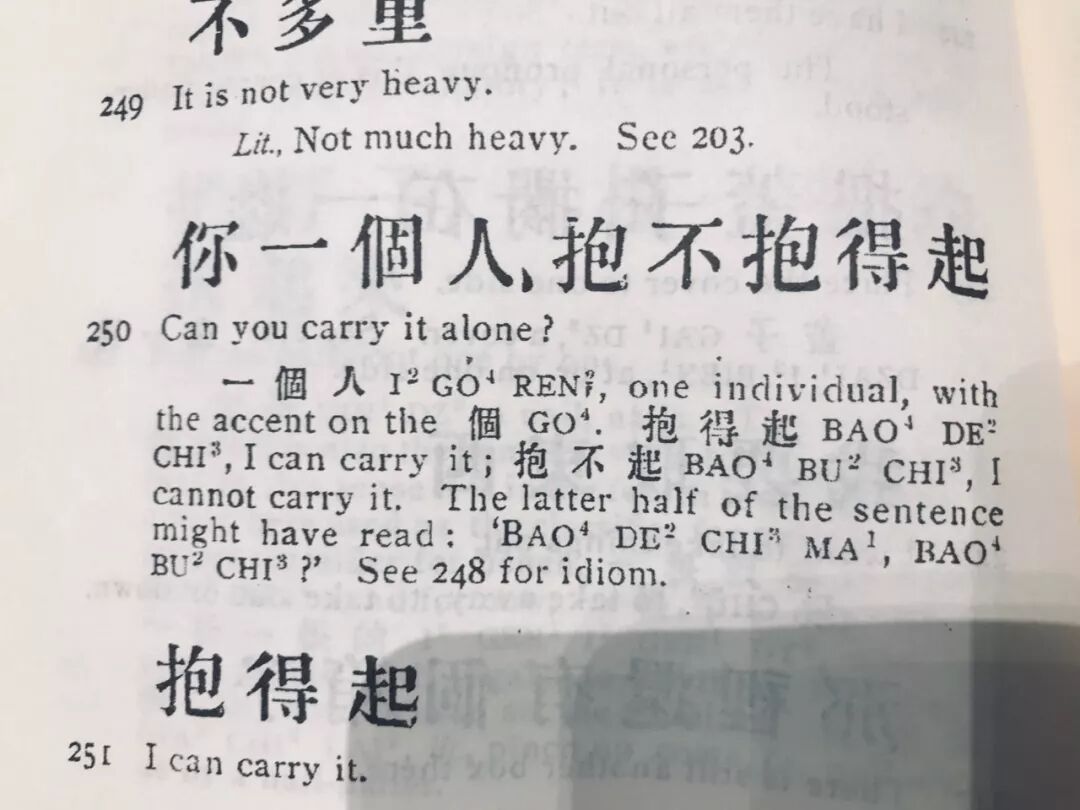 不多重
249 It is not very heavy.
Lit., Not much heavy. See 203.
你一個人、抱不抱得起
250 Can you carry it alone?
一個人 I² GO⁴ REN², one individual, with
the accent on the 個 GO⁴. 抱得起 BAO⁴ DE²
CHI³, I can carry it; 抱不起 BAO⁴ BU² CHI³, I
cannot carry it. The latter half of the sentence
might have read: 'BAO⁴ DE² CHI³ MA¹, BAO⁴
BU² CHI³?' See 248 for idiom.
抱得起
251 I can carry it.